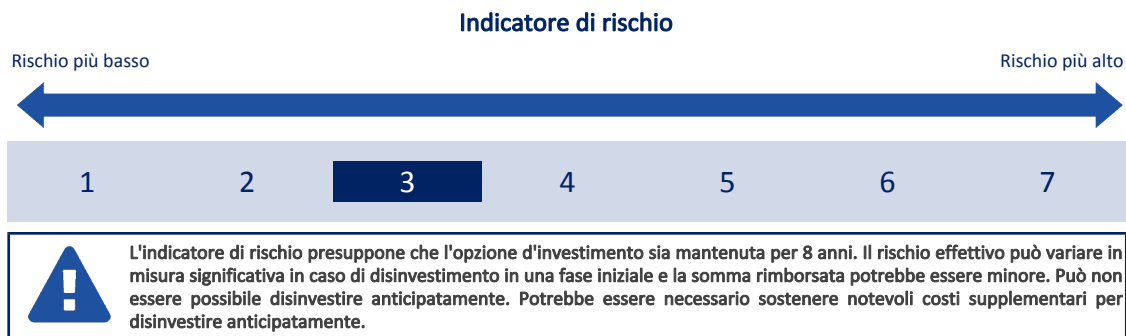 Indicatore di rischio
Rischio più basso
Rischio più alto
1 2 3 4 5 6 7
L'indicatore di rischio presuppone che l'opzione d'investimento sia mantenuta per 8 anni. Il rischio effettivo può variare in
misura significativa in caso di disinvestimento in una fase iniziale e la somma rimborsata potrebbe essere minore. Può non
essere possibile disinvestire anticipatamente. Potrebbe essere necessario sostenere notevoli costi supplementari per
disinvestire anticipatamente.